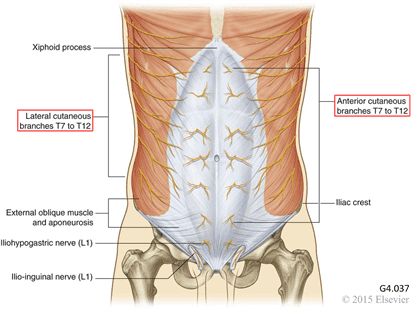 Xiphoid process
Lateral cutaneous
branches T7 to T12
Anterior cutaneous
branches T7 to T12
External oblique muscle
and aponeurosis
Iliac crest
Iliohypogastric nerve (L1)
Ilio-inguinal nerve (L1)
G4.037
© 2015 Elsevier